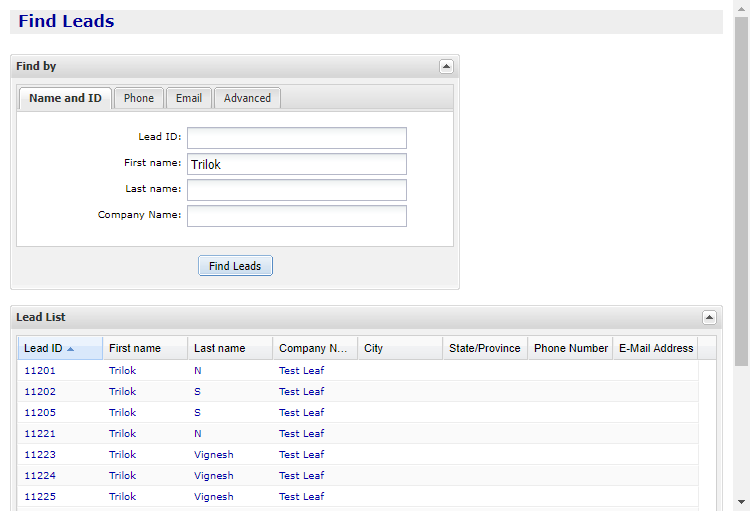 Find Leads
Find by
Name and ID Phone Email Advanced
Lead ID:
First name: Trilok
Last name:
Company Name:
Find Leads
Lead List
Lead ID First name Last name Company N... City State/Province Phone Number E-Mail Address
11201 Trilok N Test Leaf
11202 Trilok S Test Leaf
11205 Trilok S Test Leaf
11221 Trilok N Test Leaf
11223 Trilok Vignesh Test Leaf
11224 Trilok Vignesh Test Leaf
11225 Trilok Vignesh Test Leaf